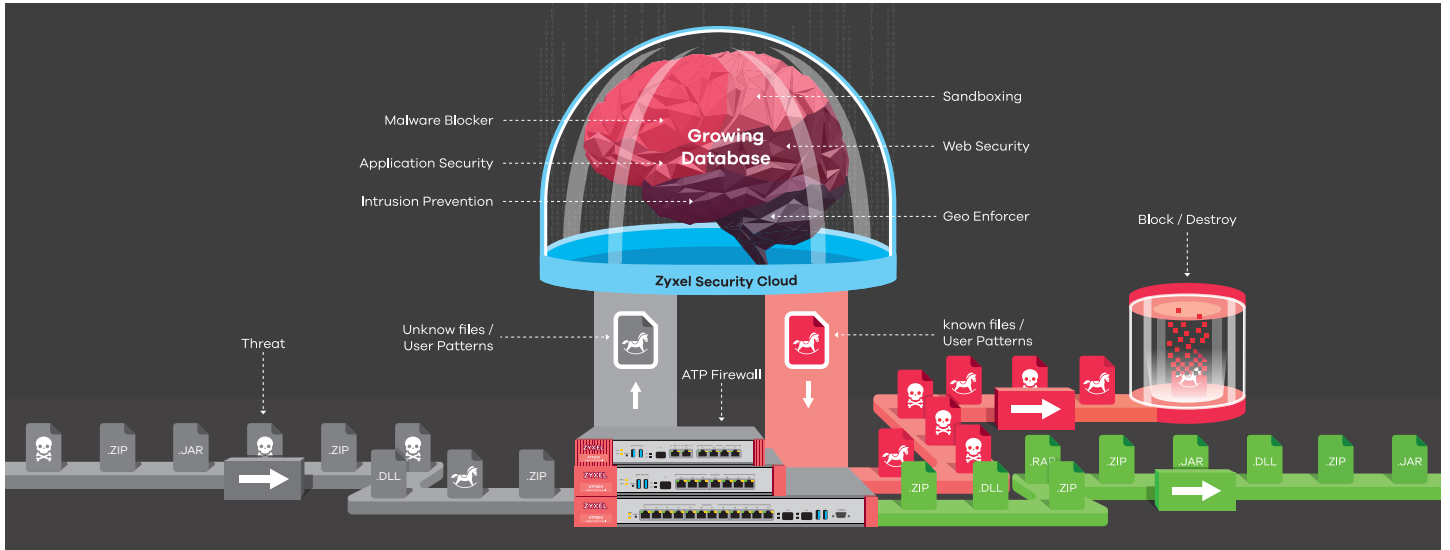 Malware Blocker
Application Security
Intrusion Prevention
Growing
Database
Sandboxing
Web Security
Geo Enforcer
Zyxel Security Cloud
Block / Destroy
Threat
Unknow files /
User Patterns
ATP Firewall
known files /
User Patterns
.ZIP
.JAR
.ZIP
.DLL
.ZIP
ZYXEL
ZYXEL
ZYXEL
.RAR
.ZIP
.JAR
.DLL
.ZIP
.JAR
.ZIP
.DLL
.ZIP